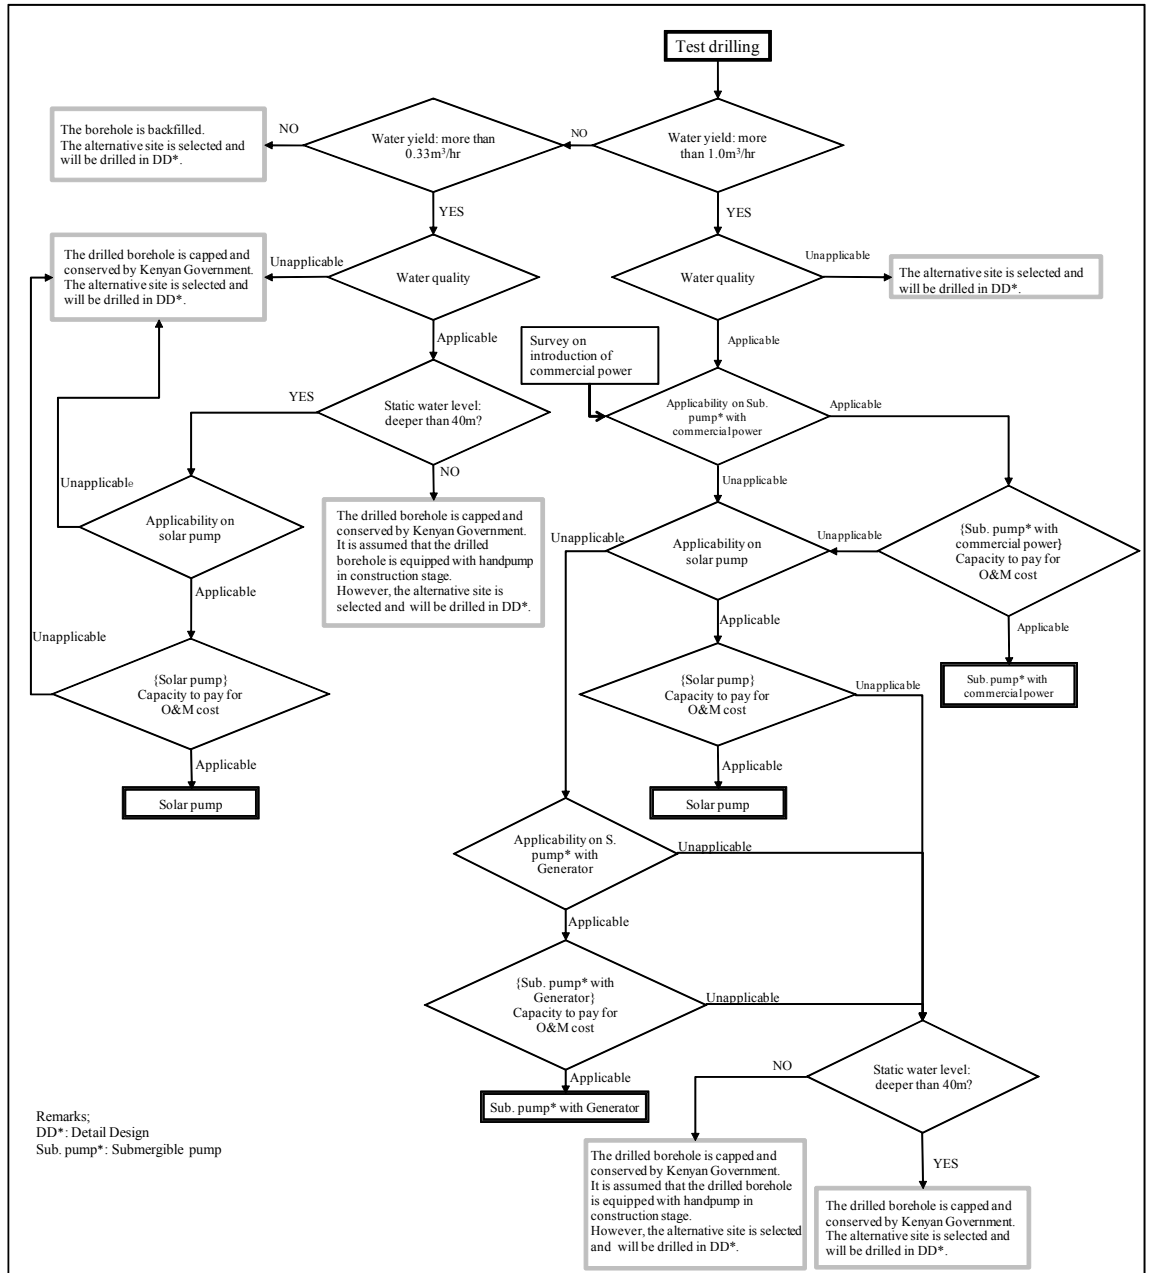 Test drilling
Water yield: more
than 1.0m³/hr
NO
Water yield: more than
0.33m³/hr
NO
The borehole is backfilled.
The alternative site is selected and
will be drilled in DD*.
YES
YES
The drilled borehole is capped and
conserved by Kenyan Government.
The alternative site is selected and
will be drilled in DD*.
Unapplicable
Water quality
Water quality
Unapplicable
The alternative site is selected and
will be drilled in DD*.
Applicable
Applicable
Survey on
introduction of
commercial power
YES
Static water level:
deeper than 40m?
Applicability on Sub.
pump* with
commercial power
Applicable
NO
Unapplicable
Unapplicable
Applicability on
solar pump
The drilled borehole is capped and
conserved by Kenyan Government.
It is assumed that the drilled
borehole is equipped with handpump
in construction stage.
However, the alternative site is
selected and will be drilled in DD*.
Unapplicable
Applicability on
solar pump
Unapplicable
{Sub. pump* with
commercial power}
Capacity to pay for
O&M cost
Applicable
Applicable
Applicable
Unapplicable
{Solar pump}
Capacity to pay for
O&M cost
{Solar pump}
Capacity to pay for
O&M cost
Unapplicable
Sub. pump* with
commercial power
Applicable
Applicable
Solar pump
Solar pump
Applicability on S.
pump* with
Generator
Unapplicable
Applicable
{Sub. pump* with
Generator}
Capacity to pay for
O&M cost
Unapplicable
Applicable
Sub. pump* with Generator
NO
Static water level:
deeper than 40m?
YES
Remarks;
DD*: Detail Design
Sub. pump*: Submergible pump
The drilled borehole is capped and
conserved by Kenyan Government.
It is assumed that the drilled borehole
is equipped with handpump in
construction stage.
However, the alternative site is selected
and will be drilled in DD*.
The drilled borehole is capped and
conserved by Kenyan Government.
The alternative site is selected and
will be drilled in DD*.